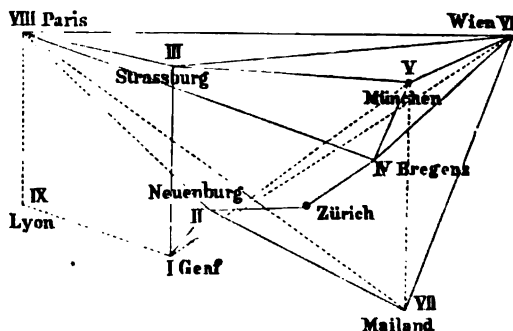 VIII Paris
Wien VI
III
Strassburg
V
München
IV Bregenz
Neuenburg
II
Zürich
IX
Lyon
I Genf
VII
Mailand